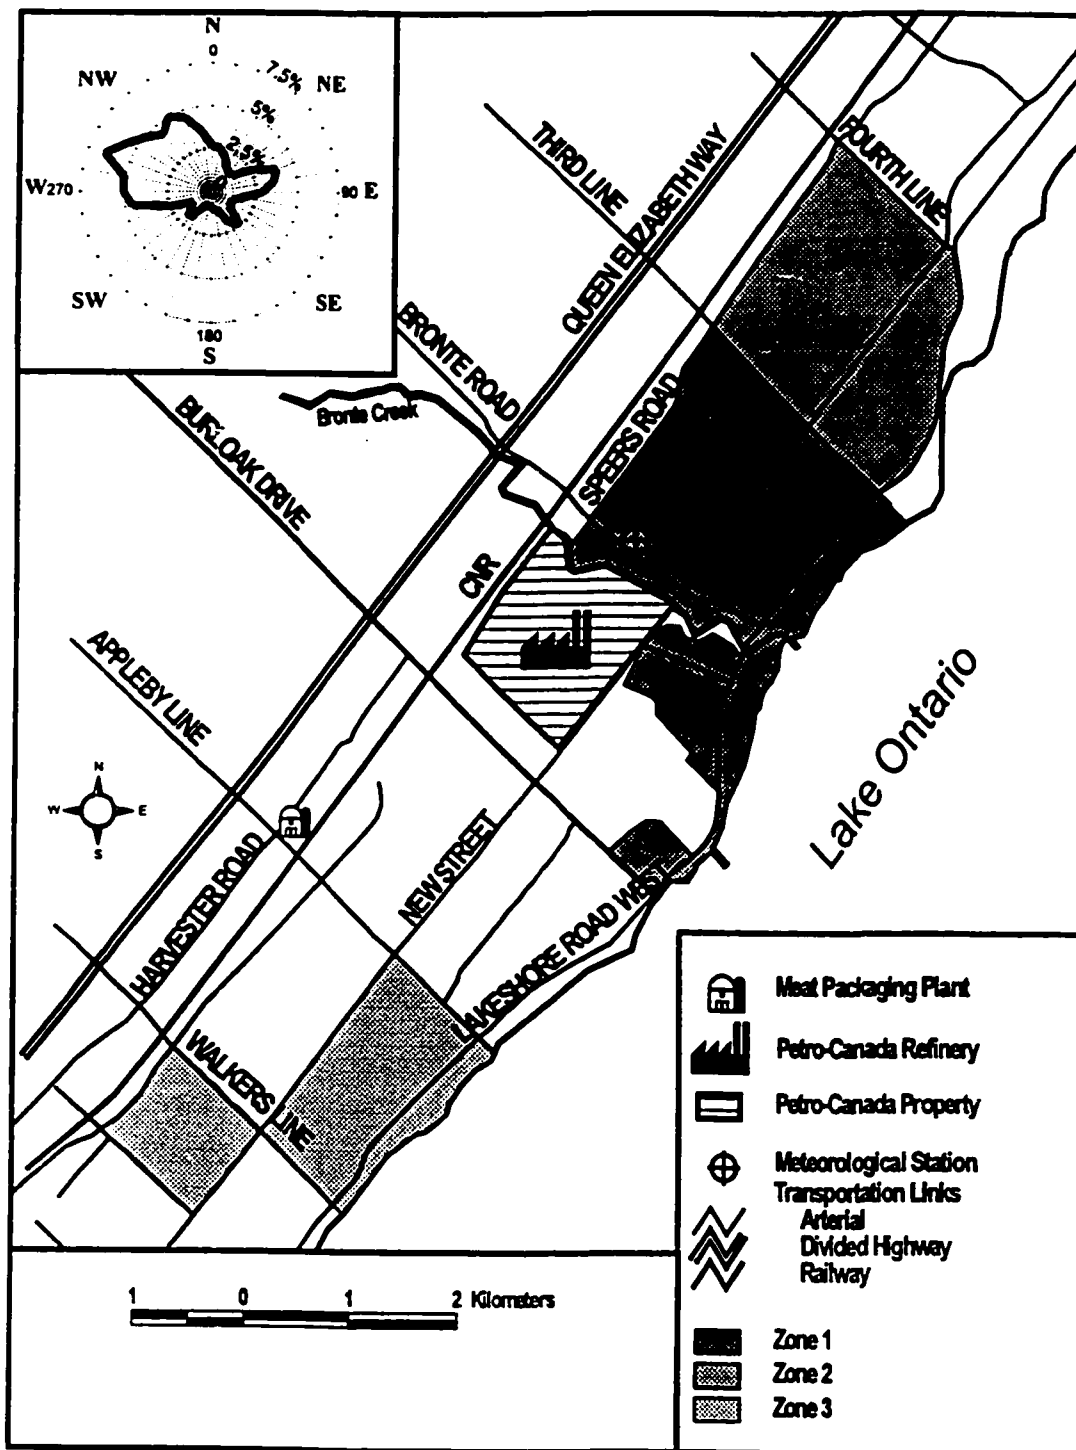 N
0
NW
NE
7.5%
5%
2.5%
W270
90 E
SW
SE
180
S
THIRD LINE
QUEEN ELIZABETH WAY
FOURTH LINE
BRONTE ROAD
Bronte Creek
BURLOAK DRIVE
SPEERS ROAD
CNR
APPLEBY LINE
N
W
E
S
Lake Ontario
HARVESTER ROAD
NEW STREET
LAKESHORE ROAD WEST
WALKERS LINE
Meat Packaging Plant
Petro-Canada Refinery
Petro-Canada Property
Meteorological Station
Transportation Links
Arterial
Divided Highway
Railway
1 0 1 2 Kilometers
Zone 1
Zone 2
Zone 3